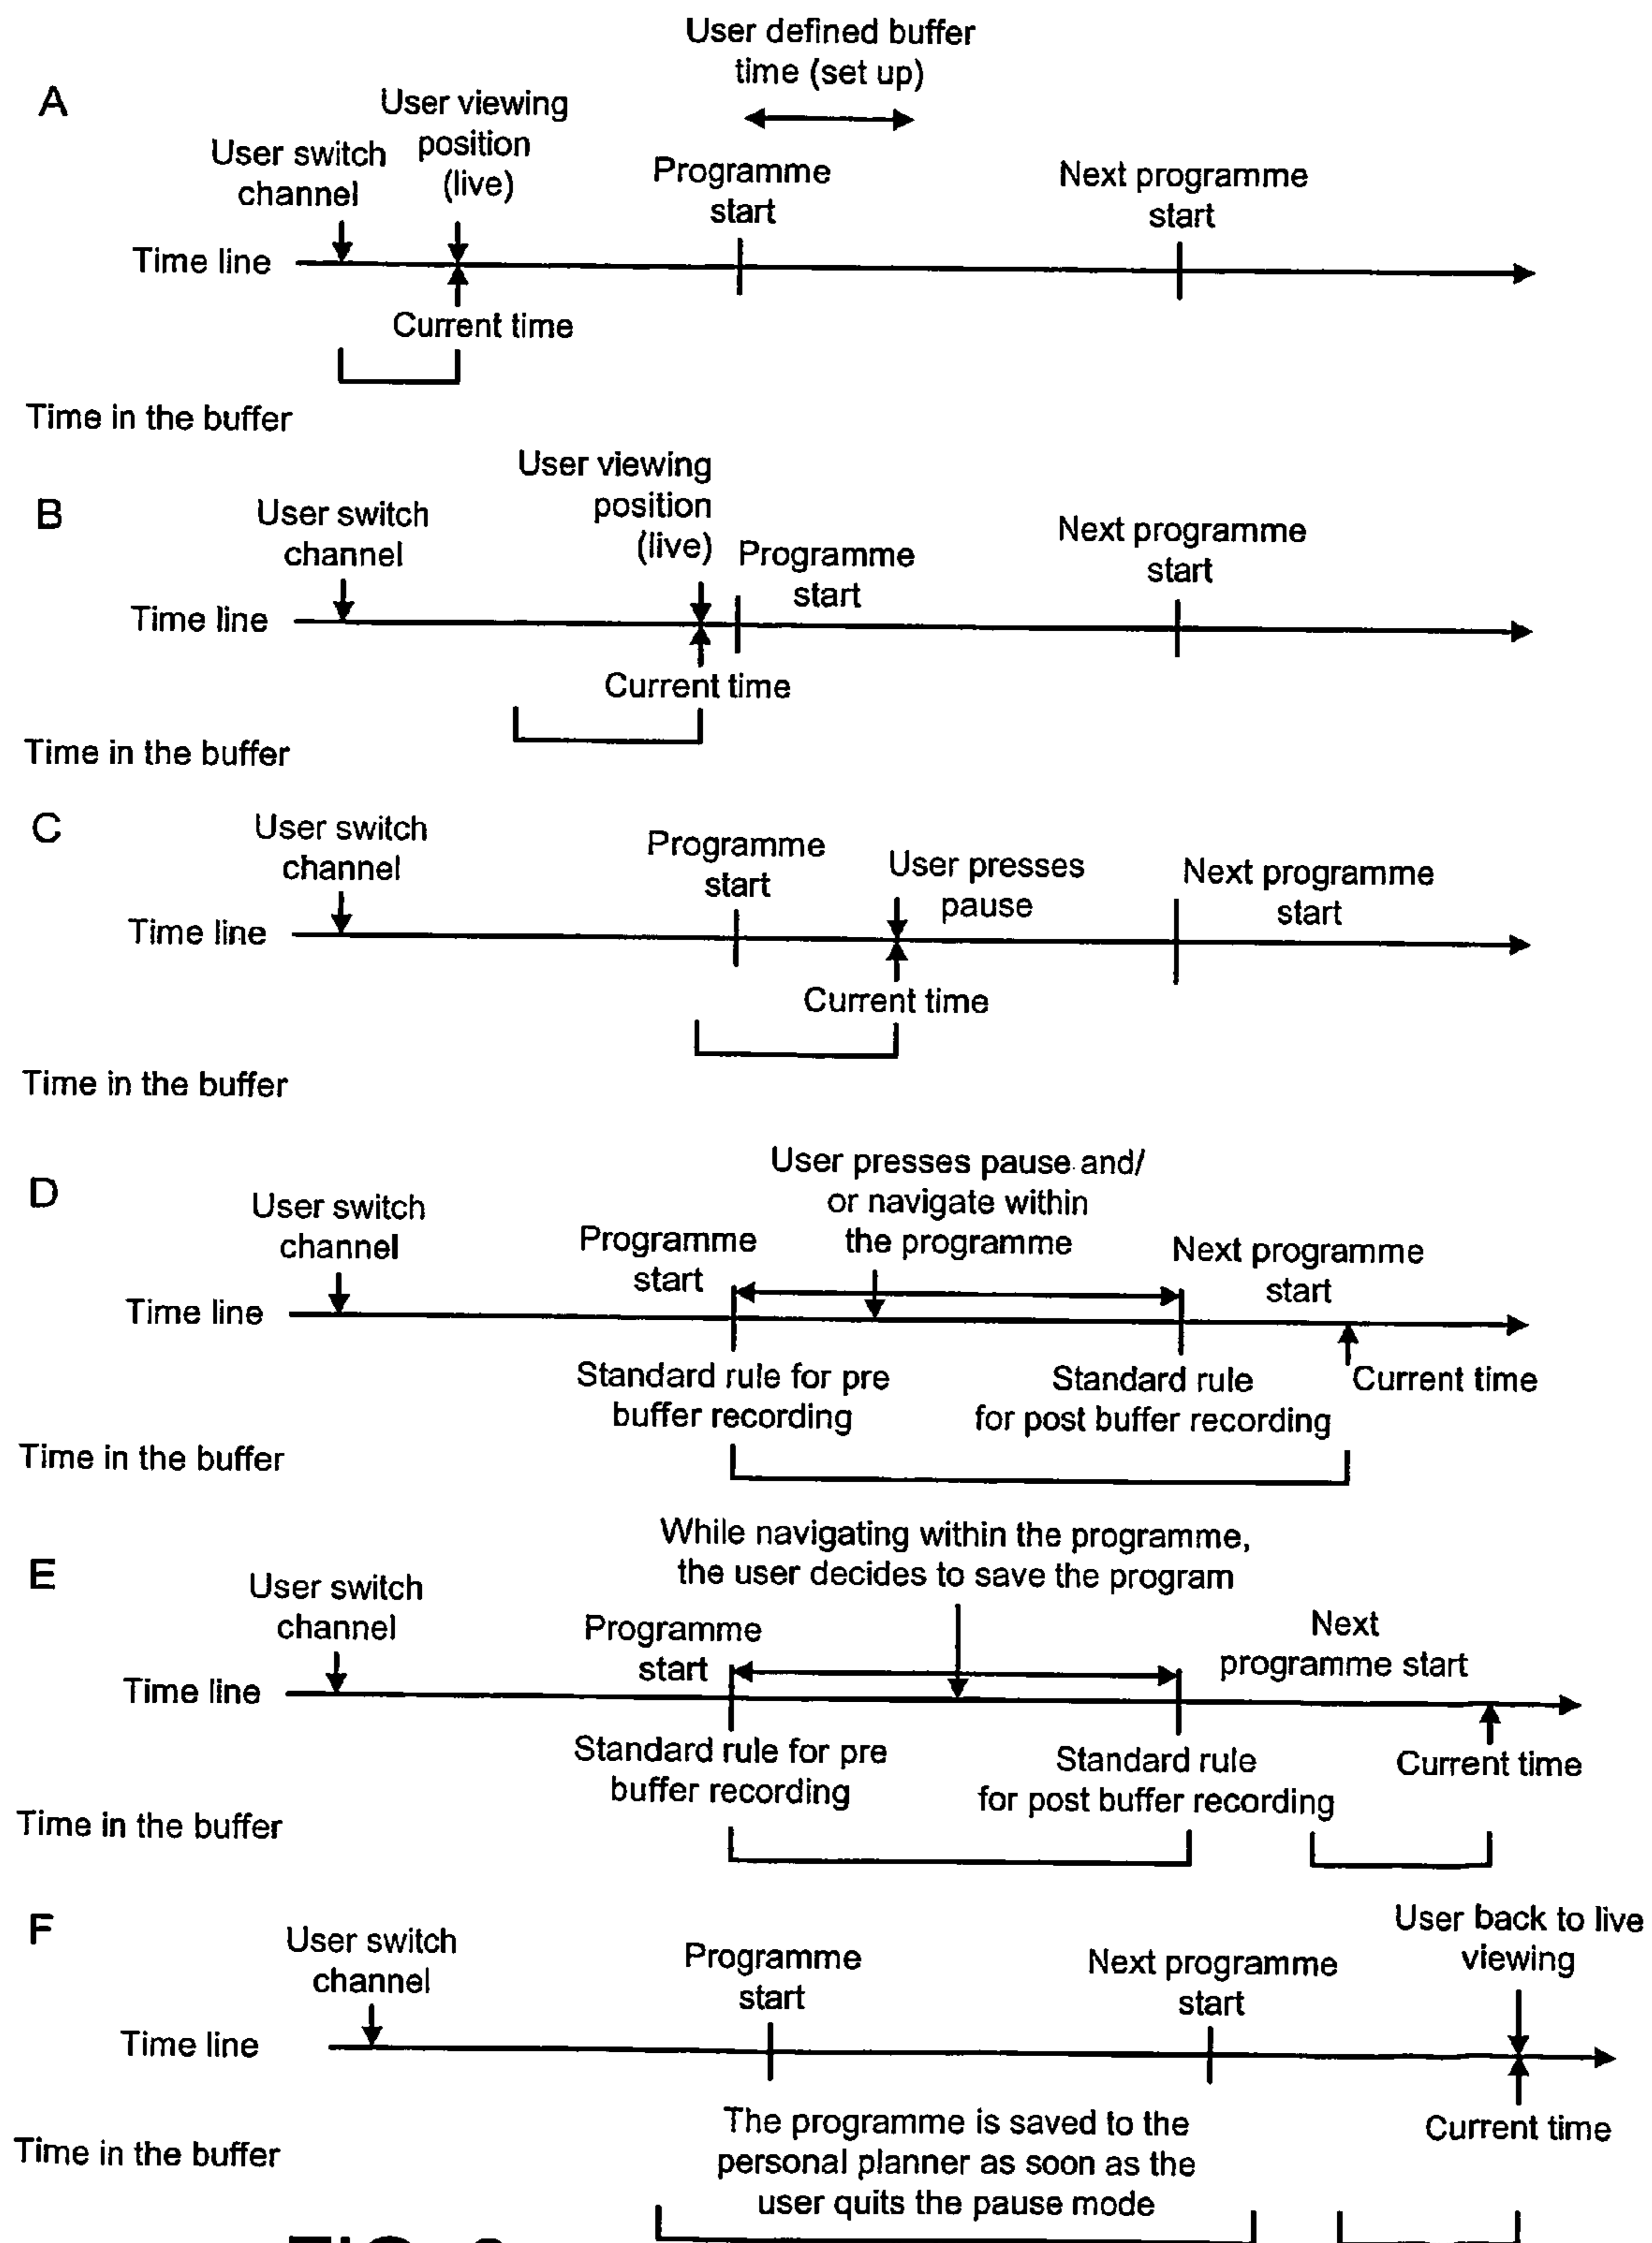 User defined buffer
time (set up)
A
User viewing
position
(live)
User switch
channel
Programme
start
Next programme
start
Time line
Current time
Time in the buffer
B
User viewing
position
(live)
User switch
channel
Programme
start
Next programme
start
Time line
Current time
Time in the buffer
C
User switch
channel
Programme
start
User presses
pause
Next programme
start
Time line
Current time
Time in the buffer
D
User presses pause and/
or navigate within
the programme
User switch
channel
Programme
start
Next programme
start
Time line
Standard rule for pre
buffer recording
Standard rule
for post buffer recording
Current time
Time in the buffer
E
While navigating within the programme,
the user decides to save the program
User switch
channel
Programme
start
Next
programme start
Time line
Standard rule for pre
buffer recording
Standard rule
for post buffer recording
Current time
Time in the buffer
F
User switch
channel
Programme
start
Next programme
start
User back to live
viewing
Time line
Current time
The programme is saved to the
personal planner as soon as the
user quits the pause mode
Time in the buffer